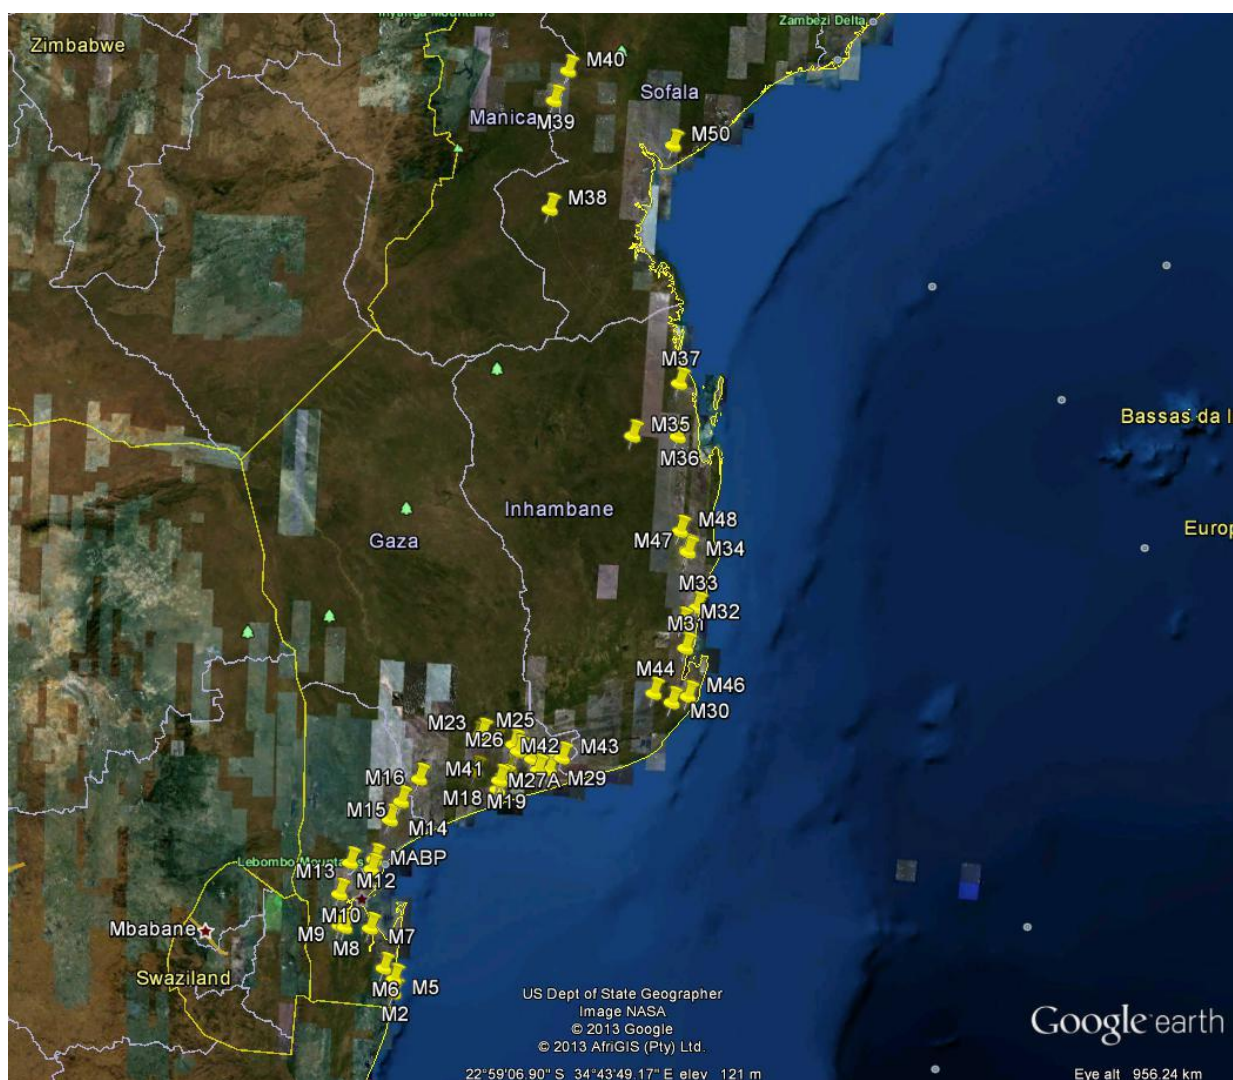 Inyanga Mountains
Zambezi Delta
Zimbabwe
M40
Sofala
Manica
M39
M50
M38
M37
Bassas da I
M35
M36
Inhambane
M48
Europ
Gaza
M47
M34
M33
M32
M31
M44
M46
M30
M23
M25
M26
M42
M43
M41
M16
M27A
M29
M18
M19
M15
M14
Lebombo Mountains
MABP
M13
M12
M10
Mbabane
M9
M8
M7
Swaziland
M6
M5
M2
US Dept of State Geographer
Image NASA
© 2013 Google
© 2013 AfriGIS (Pty) Ltd.
Google earth
22°59'06.90" S 34°43'49.17" E elev 121 m
Eye alt 956.24 km